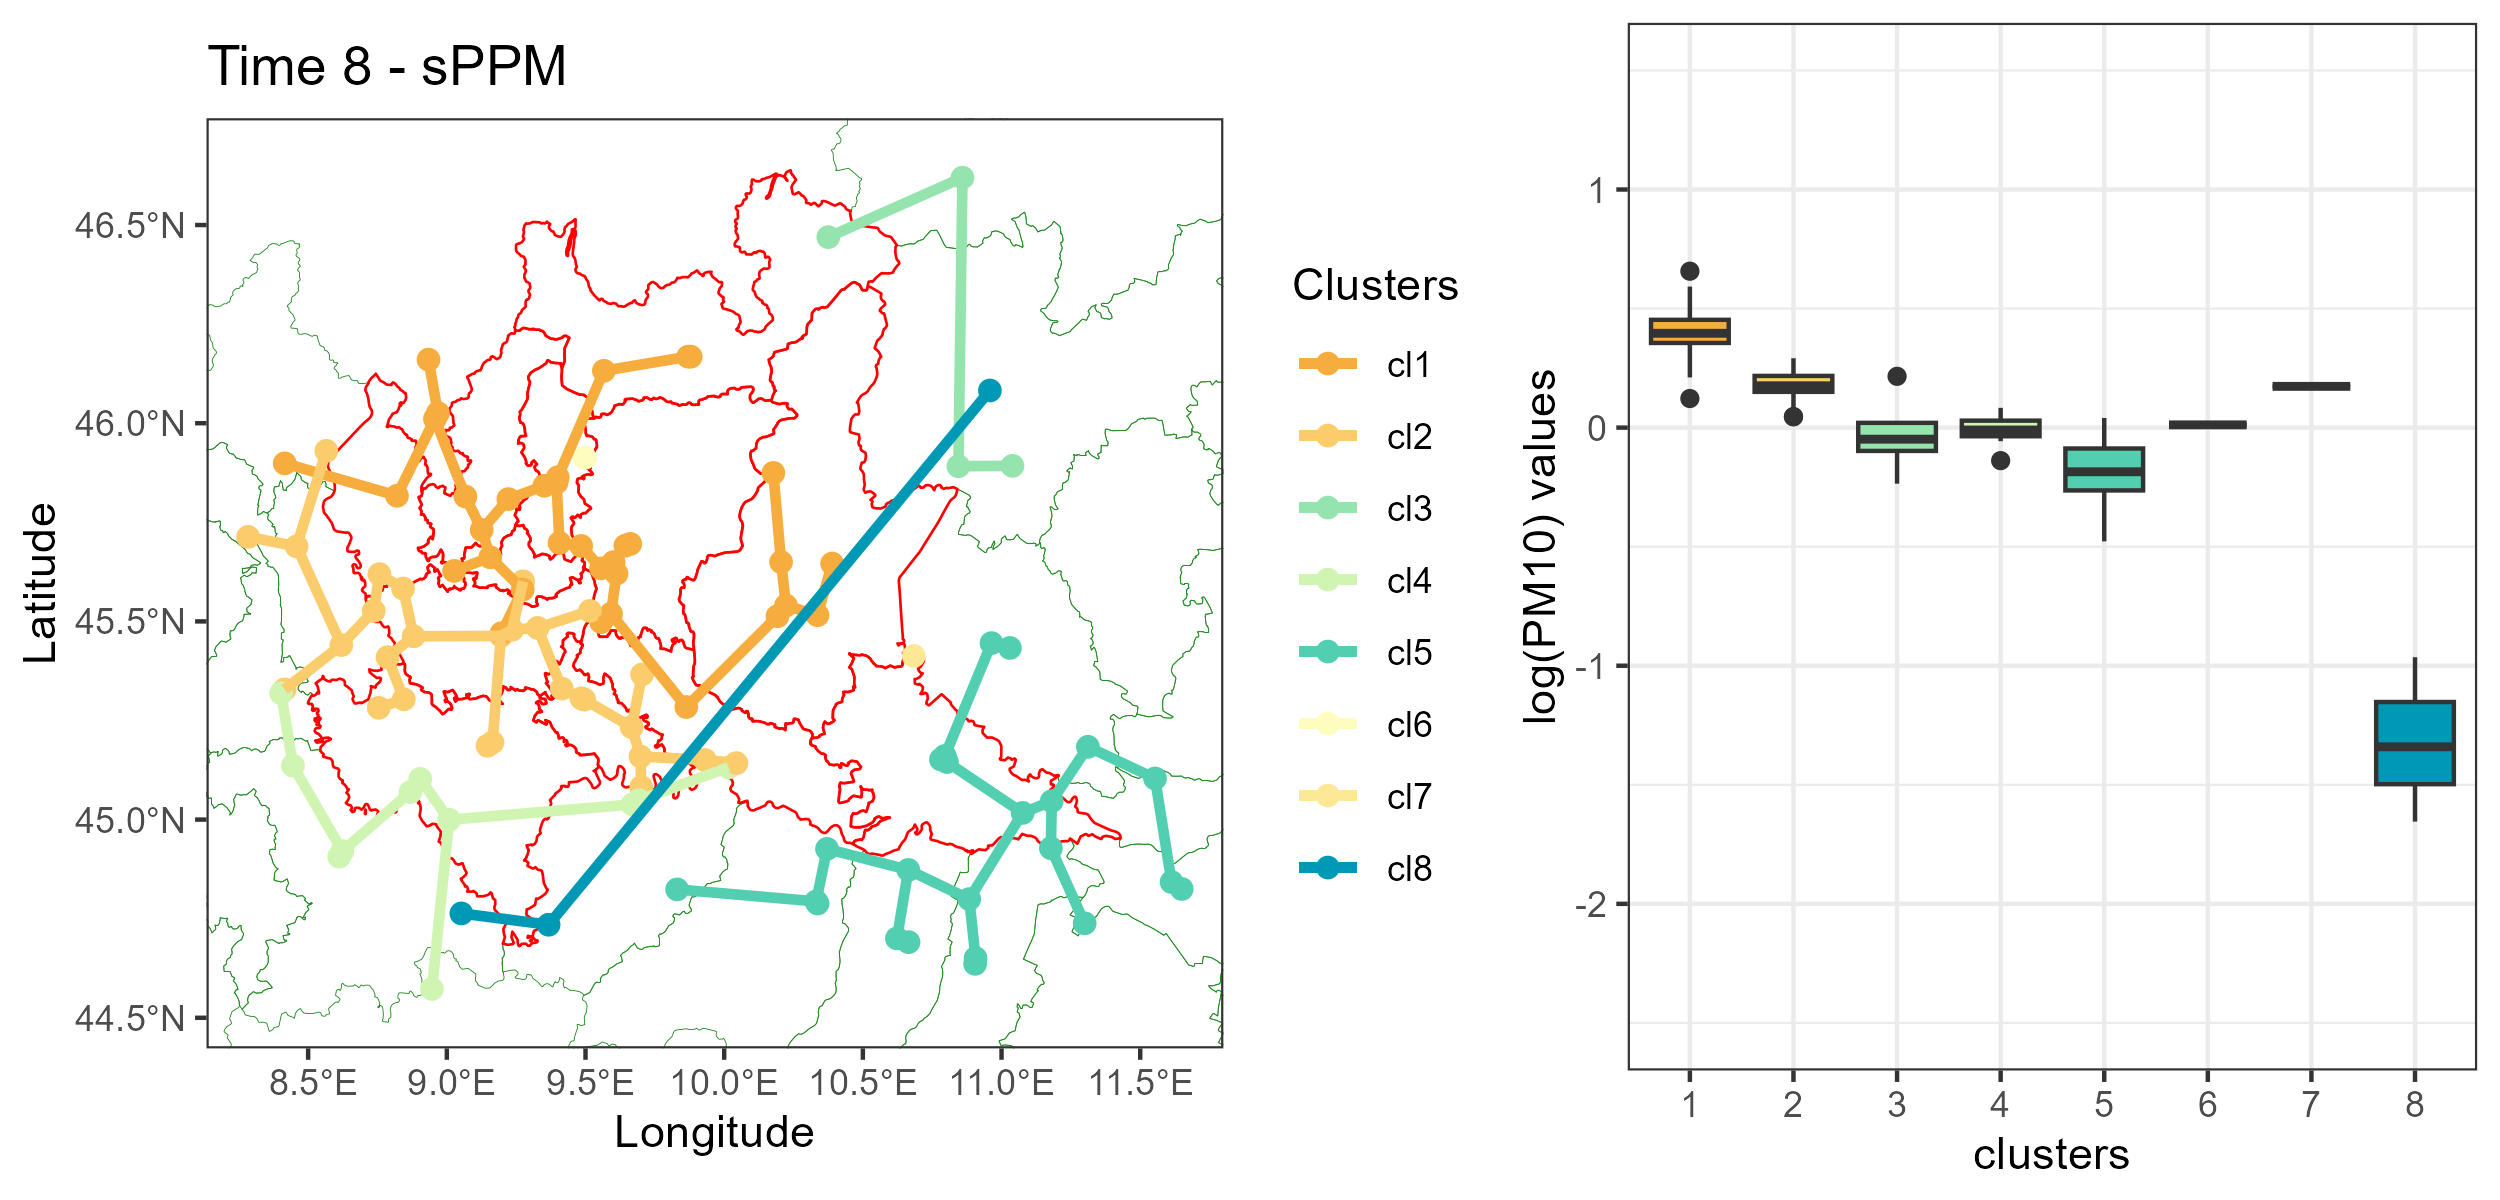 Time 8 - sPPM
Latitude
46.5°N
46.0°N
45.5°N
45.0°N
44.5°N
8.5°E 9.0°E 9.5°E 10.0°E 10.5°E 11.0°E 11.5°E
Longitude
Clusters
cl1
cl2
cl3
cl4
cl5
cl6
cl7
cl8
log(PM10) values
1
0
-1
-2
1 2 3 4 5 6 7 8
clusters